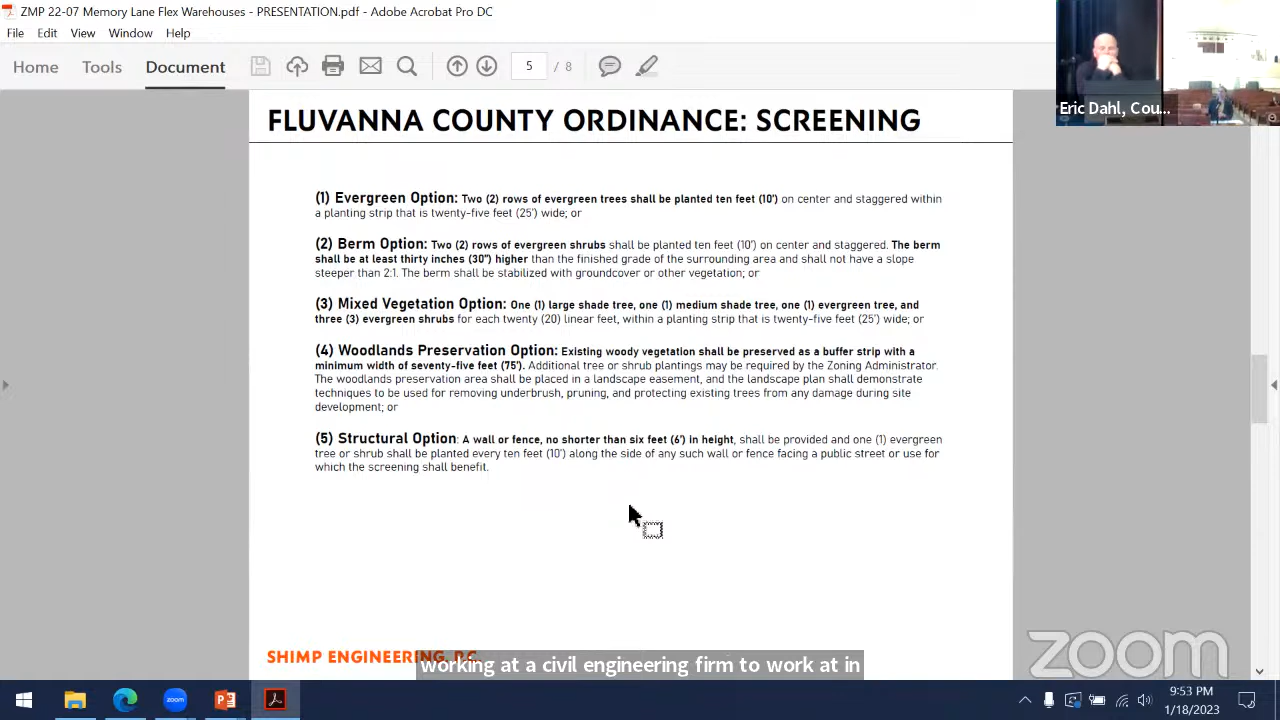 ZMP 22-07 Memory Lane Flex Warehouses - PRESENTATION.pdf - Adobe Acrobat Pro DC
File Edit View Window Help
Home Tools Document 5 / 8
Eric Dahl, Cou...
FLUVANNA COUNTY ORDINANCE: SCREENING
(1) Evergreen Option: Two (2) rows of evergreen trees shall be planted ten feet (10') on center and staggered within
a planting strip that is twenty-five feet (25') wide; or
(2) Berm Option: Two (2) rows of evergreen shrubs shall be planted ten feet (10') on center and staggered. The berm
shall be at least thirty inches (30") higher than the finished grade of the surrounding area and shall not have a slope
steeper than 2:1. The berm shall be stabilized with groundcover or other vegetation; or
(3) Mixed Vegetation Option: One (1) large shade tree, one (1) medium shade tree, one (1) evergreen tree, and
three (3) evergreen shrubs for each twenty (20) linear feet, within a planting strip that is twenty-five feet (25') wide; or
(4) Woodlands Preservation Option: Existing woody vegetation shall be preserved as a buffer strip with a
minimum width of seventy-five feet (75'). Additional tree or shrub plantings may be required by the Zoning Administrator.
The woodlands preservation area shall be placed in a landscape easement, and the landscape plan shall demonstrate
techniques to be used for removing underbrush, pruning, and protecting existing trees from any damage during site
development; or
(5) Structural Option: A wall or fence, no shorter than six feet (6') in height, shall be provided and one (1) evergreen
tree or shrub shall be planted every ten feet (10') along the side of any such wall or fence facing a public street or use for
which the screening shall benefit.
SHIMP ENGINEERING, P.C.
working at a civil engineering firm to work at in
zoom
zoom
9:53 PM
1/18/2023